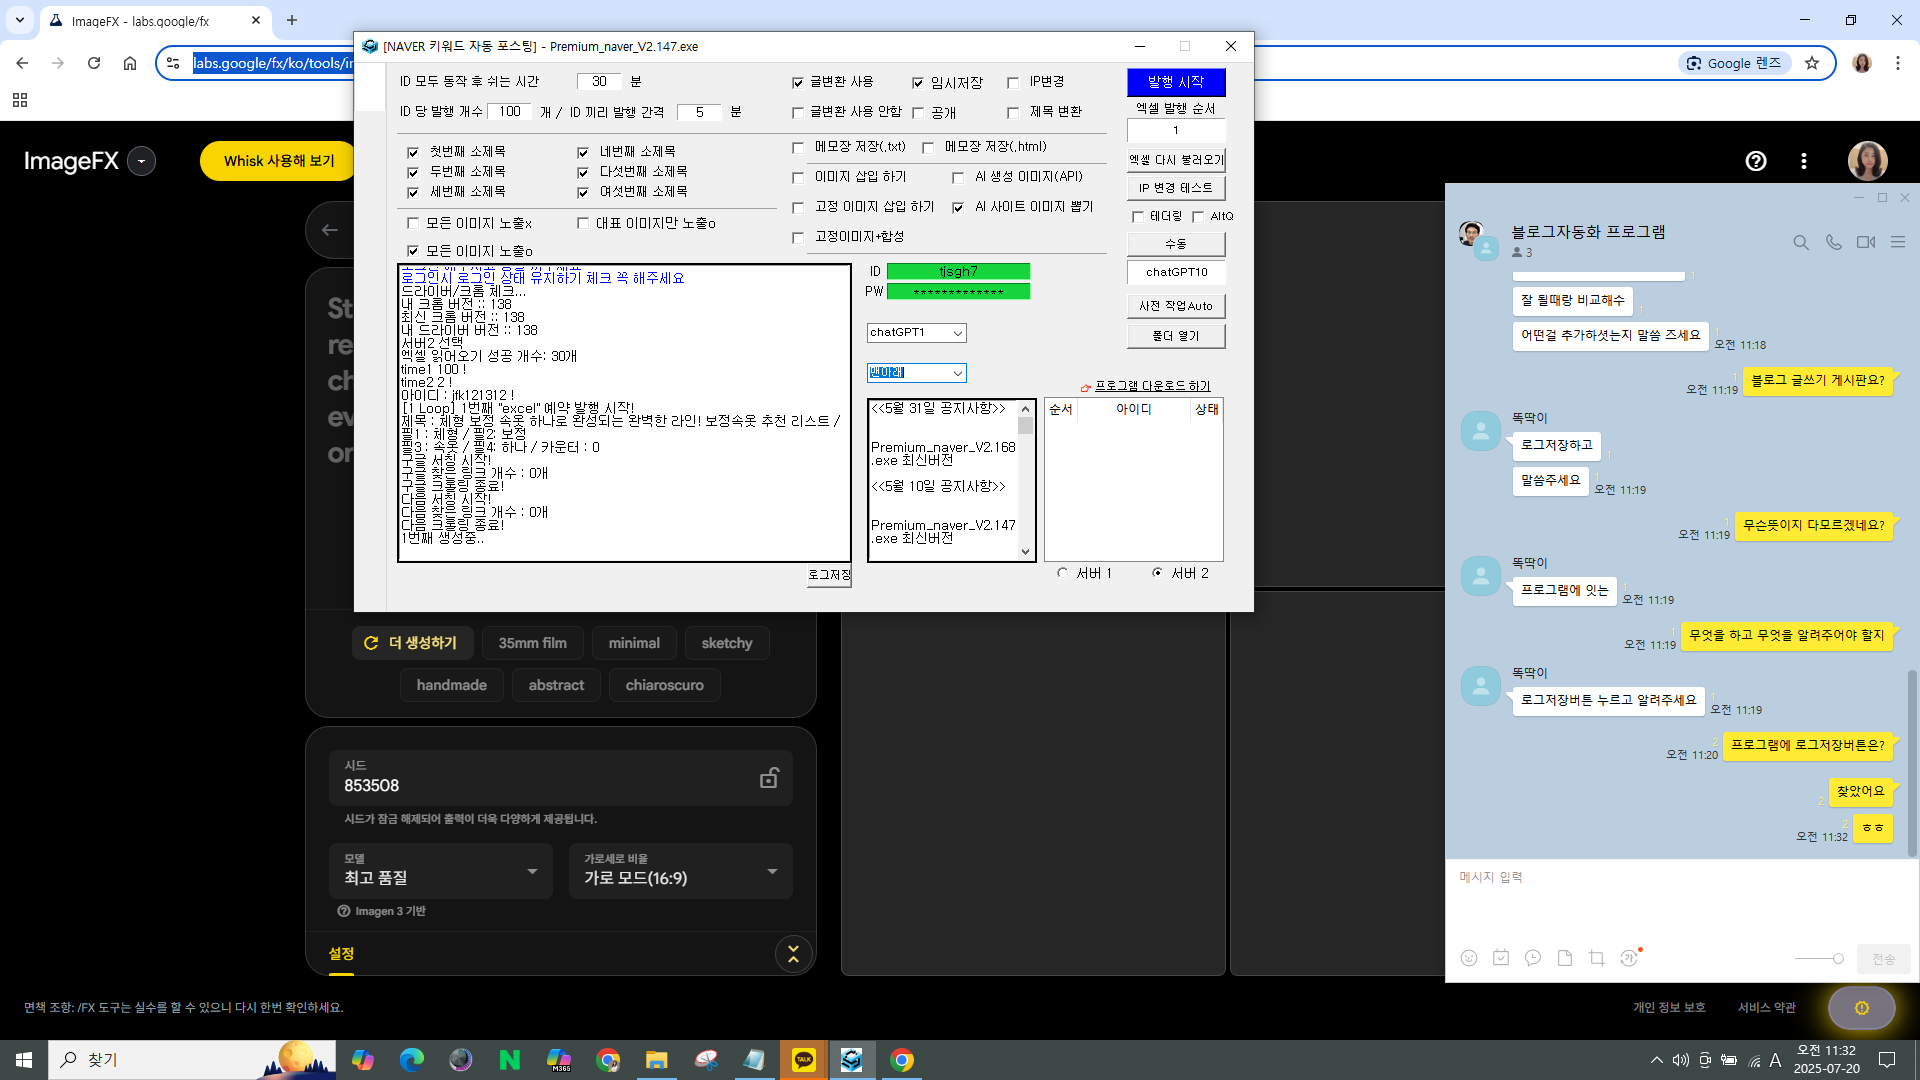 ImageFX - labs.google/fx
labs.google/fx/ko/tools/i
Google 렌즈
ImageFX
Whisk 사용해 보기
[NAVER 키워드 자동 포스팅] - Premium_naver_V2.147.exe
ID 모두 동작 후 쉬는 시간 30 분
ID 당 발행 개수 100 개 / ID 끼리 발행 간격 5 분
글변환 사용 임시저장 IP변경
글변환 사용 안함 공개 제목 변환
발행 시작
엑셀 발행 순서
1
엑셀 다시 불러오기
IP 변경 테스트
테더링 AltQ
수동
chatGPT10
사전 작업Auto
폴더 열기
첫번째 소제목 네번째 소제목
두번째 소제목 다섯번째 소제목
세번째 소제목 여섯번째 소제목
모든 이미지 노출x 대표 이미지만 노출o
모든 이미지 노출o
메모장 저장(.txt) 메모장 저장(.html)
이미지 삽입 하기 AI 생성 이미지(API)
고정 이미지 삽입 하기 AI 사이트 이미지 뽑기
고정이미지+합성
로그인시 로그인 상태 유지하기 체크 꼭 해주세요
드라이버/크롬 체크...
내 크롬 버전 :: 138
최신 크롬 버전 :: 138
내 드라이버 버전 :: 138
서버2 선택
엑셀 읽어오기 성공 개수: 30개
time1 100 !
time2 2 !
아이디 : jfk121312 !
[1 Loop] 1번째 "excel" 예약 발행 시작!
제목 : 체형 보정 속옷 하나로 완성되는 완벽한 라인! 보정속옷 추천 리스트 /
필1 : 체형 / 필2: 보정
필3 : 속옷 / 필4: 하나 / 카운터 : 0
구글 서칭 시작!
구글 찾은 링크 개수 : 0개
구글 크롤링 종료!
다음 서칭 시작!
다음 찾은 링크 개수 : 0개
다음 크롤링 종료!
1번째 생성중..
로그저장
ID tjsgh7
PW *************
chatGPT1
맨아래
👉 프로그램 다운로드 하기
<<5월 31일 공지사항>>
Premium_naver_V2.168
.exe 최신버전
<<5월 10일 공지사항>>
Premium_naver_V2.147
.exe 최신버전
순서 아이디 상태
서버 1 서버 2
St
re
ch
ev
or
더 생성하기 35mm film minimal sketchy
handmade abstract chiaroscuro
시드
853508
시드가 잠금 해제되어 출력이 더욱 다양하게 제공됩니다.
모델
최고 품질
가로세로 비율
가로 모드(16:9)
Imagen 3 기반
설정
면책 조항: /FX 도구는 실수를 할 수 있으니 다시 한번 확인하세요.
개인 정보 보호 서비스 약관
블로그자동화 프로그램
3
1
잘 될때랑 비교해수
1
어떤걸 추가하셧는지 말씀 즈세요
1
오전 11:18
1
오전 11:19
블로그 글쓰기 게시판요?
똑딱이
로그저장하고
1
말씀주세요
1
오전 11:19
1
오전 11:19
무슨뜻이지 다모르겠네요?
똑딱이
프로그램에 잇는
1
오전 11:19
1
오전 11:19
무엇을 하고 무엇을 알려주어야 할지
똑딱이
로그저장버튼 누르고 알려주세요
1
오전 11:19
2
오전 11:20
프로그램에 로그저장버튼은?
2
찾았어요
2
오전 11:32
ㅎㅎ
메시지 입력
전송
찾기
M365
TALK
A
오전 11:32
2025-07-20